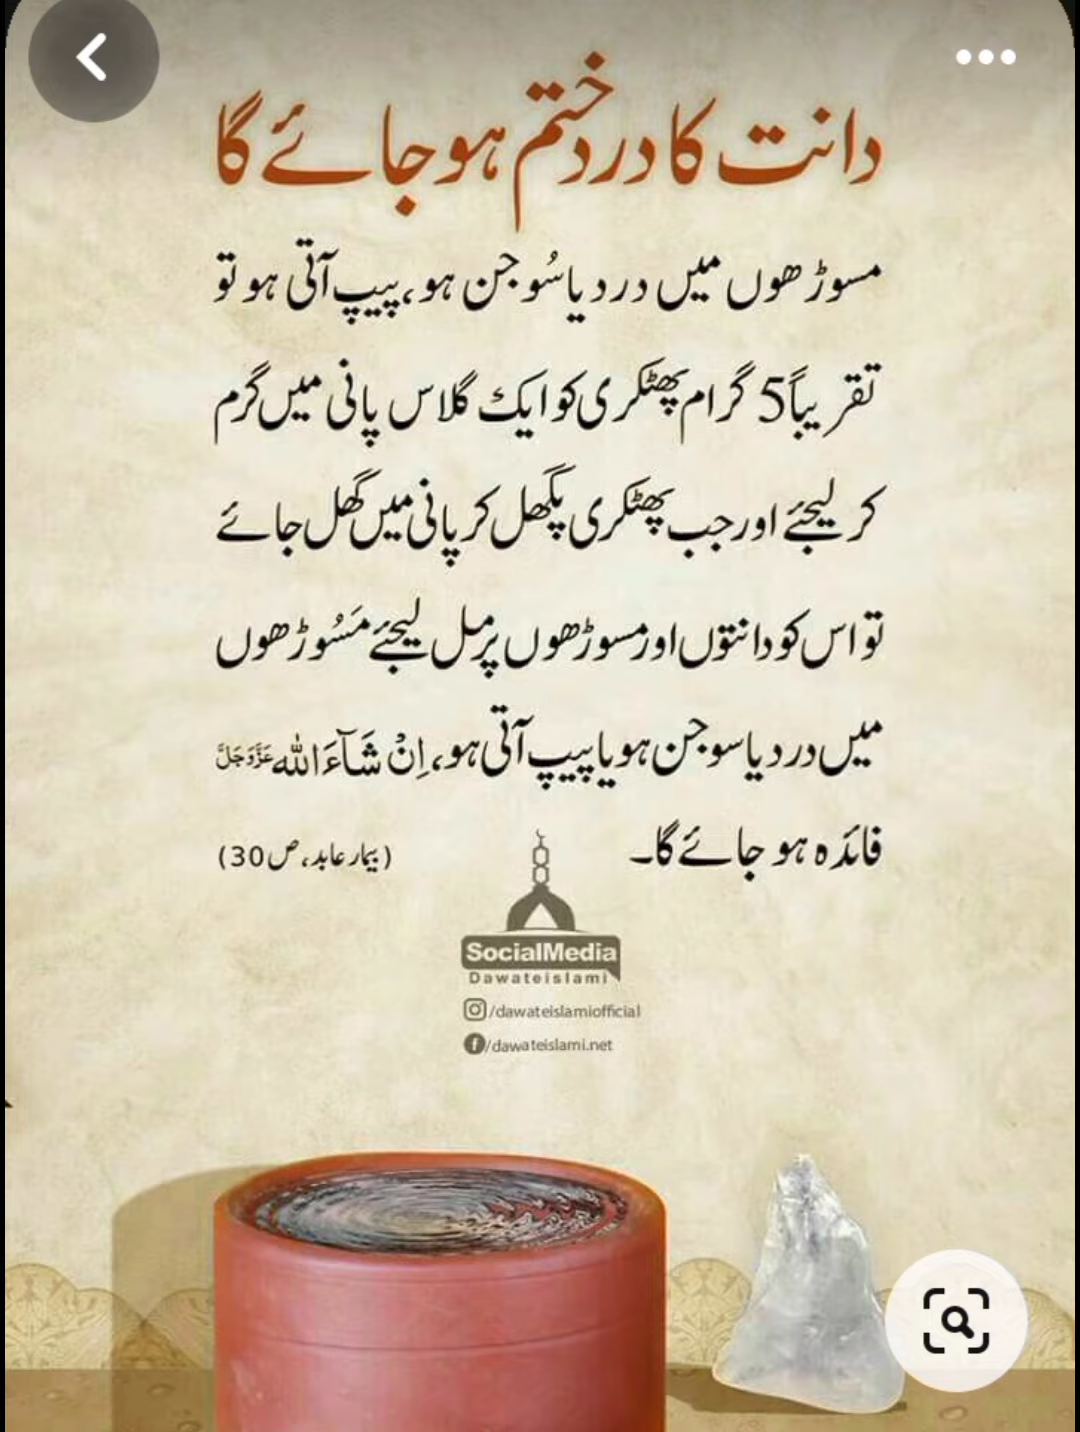 دانت کا درد ختم ہو جائے گا
مسوڑھوں میں درد یا سُوجن ہو، پیپ آتی ہو تو
تقریباً 5 گرام پھٹکری کو ایک گلاس پانی میں گرم
کر لیجئے اور جب پھٹکری پگھل کر پانی میں گھل جائے
تو اس کو دانتوں اور مسوڑھوں پر مل لیجئے مَسُوڑھوں
میں درد یا سوجن ہو یا پیپ آتی ہو، اِنْ شَآءَ اللہ عَزَّوَجَلَّ
فائدہ ہو جائے گا۔ (بیمار عابد، ص30)
SocialMedia
Dawateislami
/dawateislamiofficial
/dawateislami.net